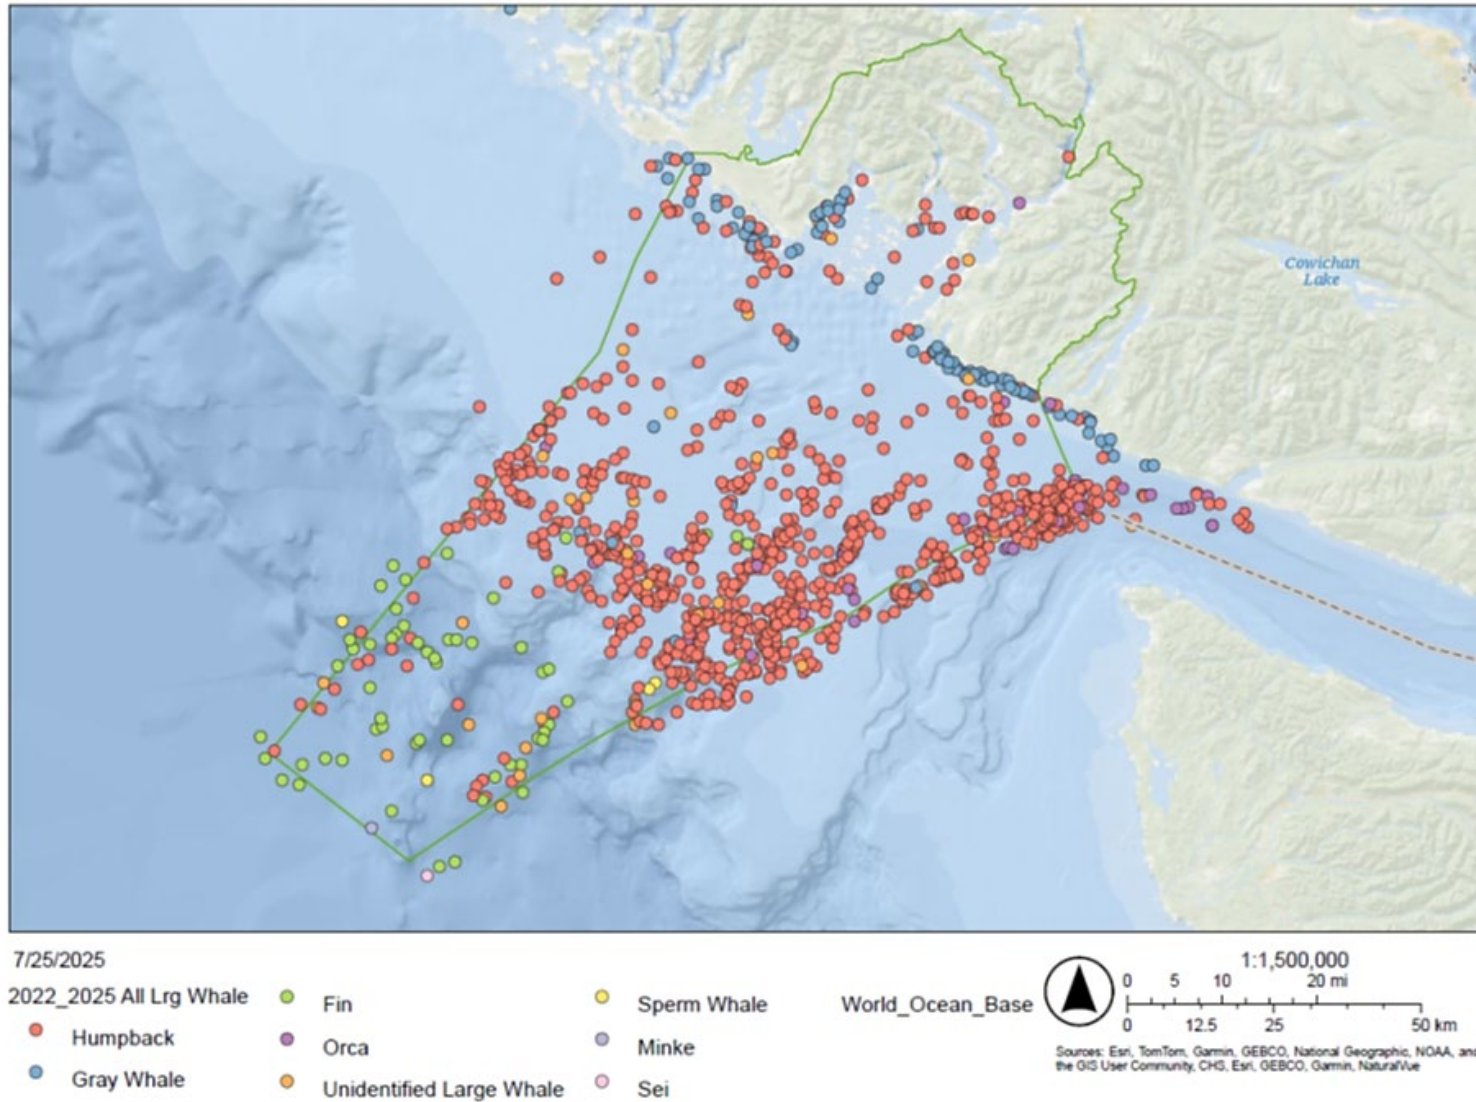 Cowichan
Lake
7/25/2025
2022_2025 All Lrg Whale
Humpback
Gray Whale
Fin
Orca
Unidentified Large Whale
Sperm Whale
Minke
Sei
World_Ocean_Base
1:1,500,000
0 5 10 20 mi
0 12.5 25 50 km
Sources: Esri, TomTom, Garmin, GEBCO, National Geographic, NOAA, and
the GIS User Community, CHS, Esri, GEBCO, Garmin, NaturalVue